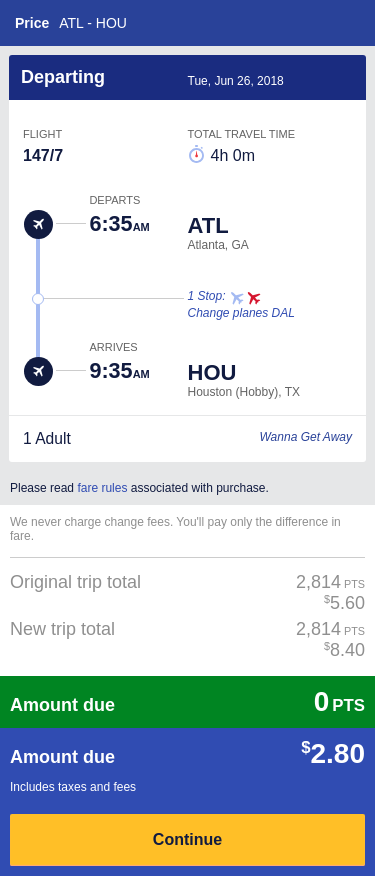 Price ATL - HOU
Departing Tue, Jun 26, 2018
FLIGHT TOTAL TRAVEL TIME
147/7 4h 0m
DEPARTS
6:35AM ATL
Atlanta, GA
1 Stop:
Change planes DAL
ARRIVES
9:35AM HOU
Houston (Hobby), TX
1 Adult Wanna Get Away
Please read fare rules associated with purchase.
We never charge change fees. You'll pay only the difference in
fare.
Original trip total 2,814 PTS
$5.60
New trip total 2,814 PTS
$8.40
Amount due 0 PTS
Amount due $2.80
Includes taxes and fees
Continue